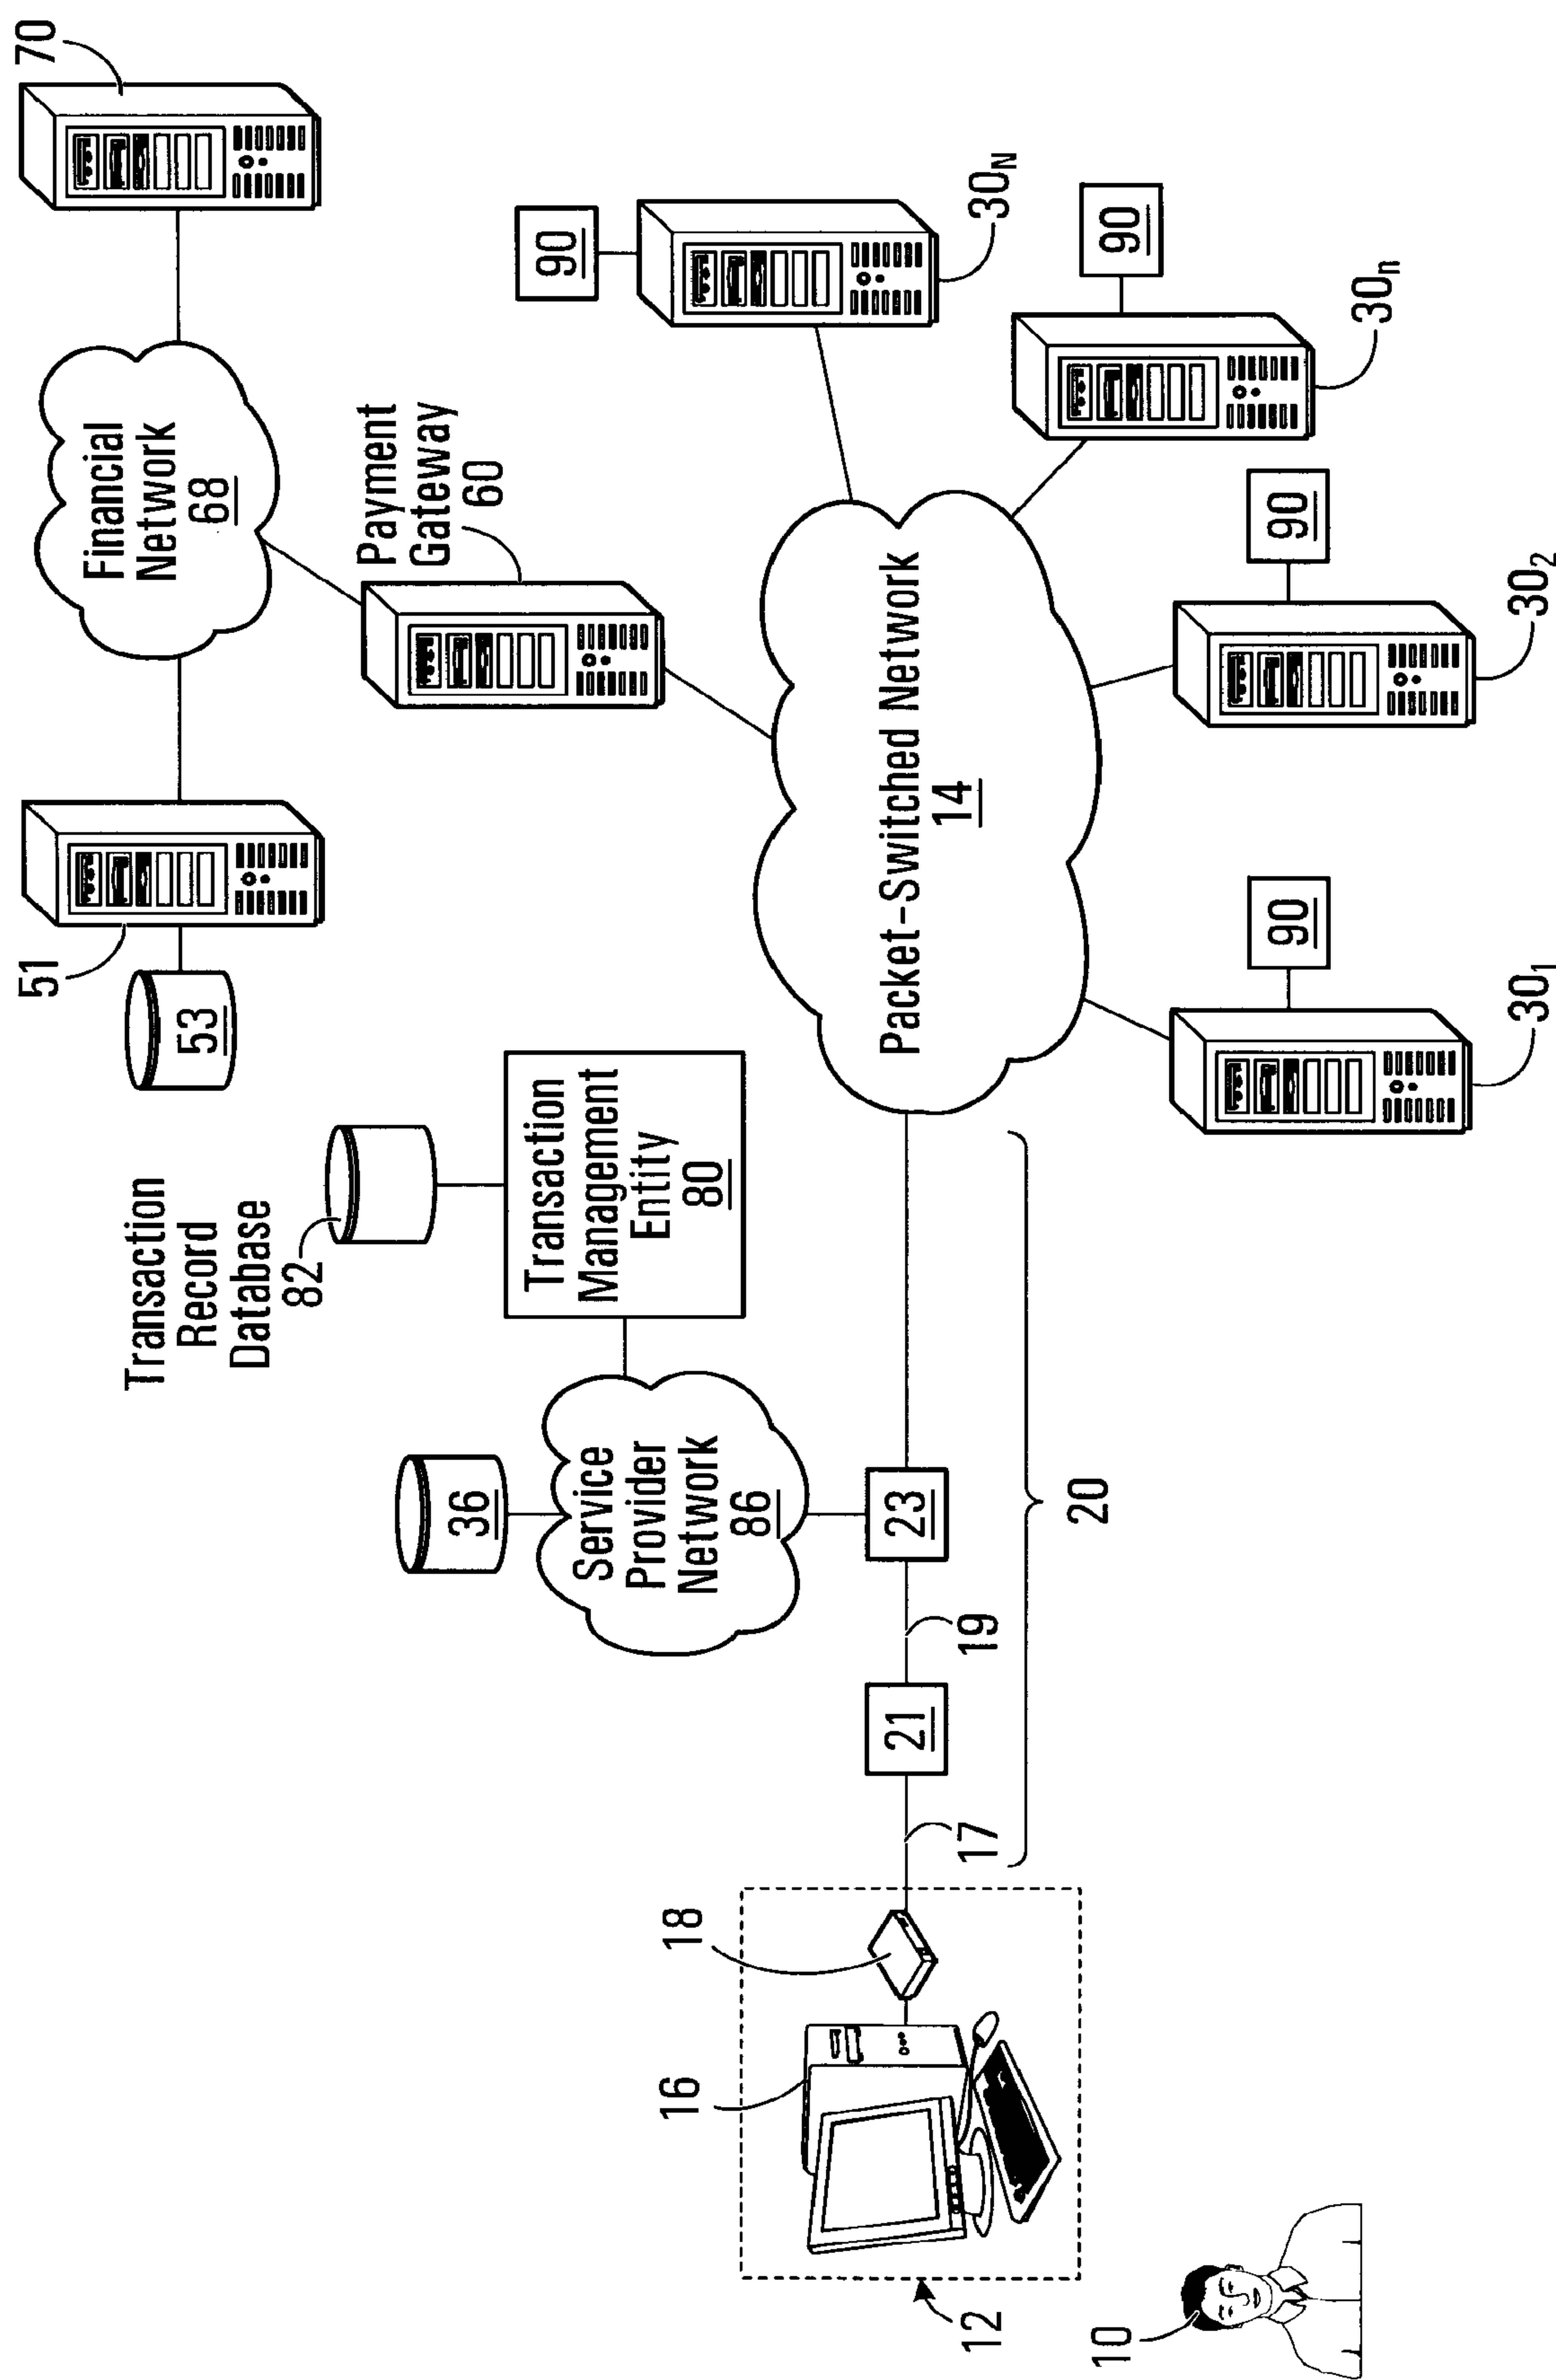 70
Financial
Network
68
51
53
Payment
Gateway
60
90
30N
90
30n
90
30₂
90
30₁
Packet-Switched Network
14
Transaction
Record
Database
82
Transaction
Management
Entity
80
36
Service
Provider
Network
86
23
19
21
17
20
18
16
12
10